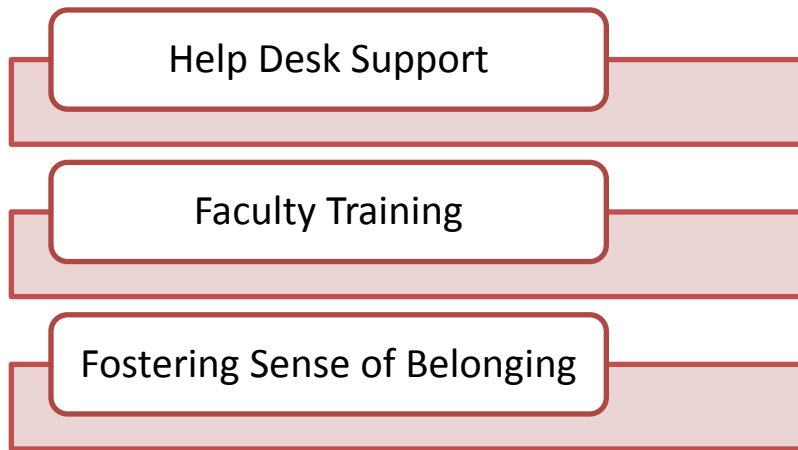 Help Desk Support
Faculty Training
Fostering Sense of Belonging